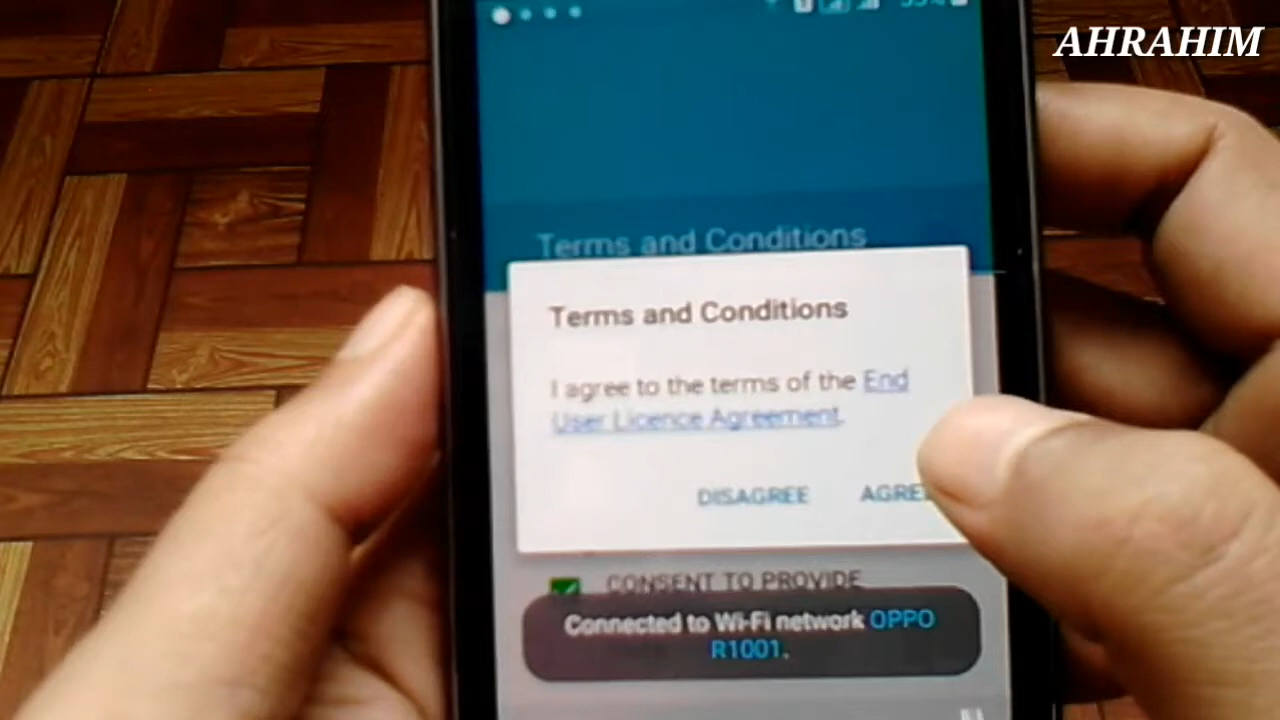 AHRAHIM
Terms and Conditions
Terms and Conditions
I agree to the terms of the End
User Licence Agreement.
DISAGREE AGREE
CONSENT TO PROVIDE
Connected to Wi-Fi network OPPO
R1001.